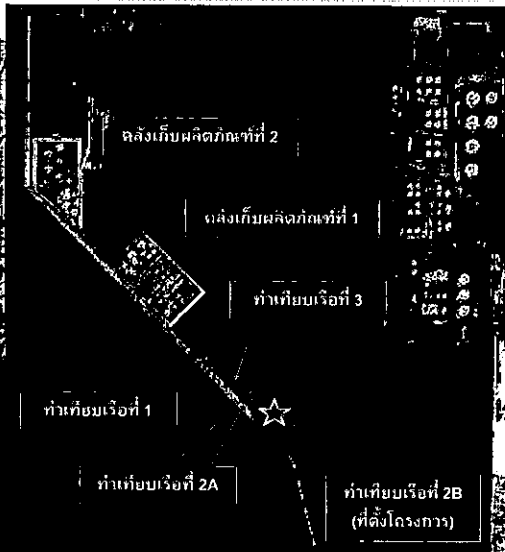 คลังเก็บผลิตภัณฑ์ที่ 2
คลังเก็บผลิตภัณฑ์ที่ 1
ท่าเทียบเรือที่ 3
ท่าเทียบเรือที่ 1
ท่าเทียบเรือที่ 2A
ท่าเทียบเรือที่ 2B
(ที่ตั้งโครงการ)